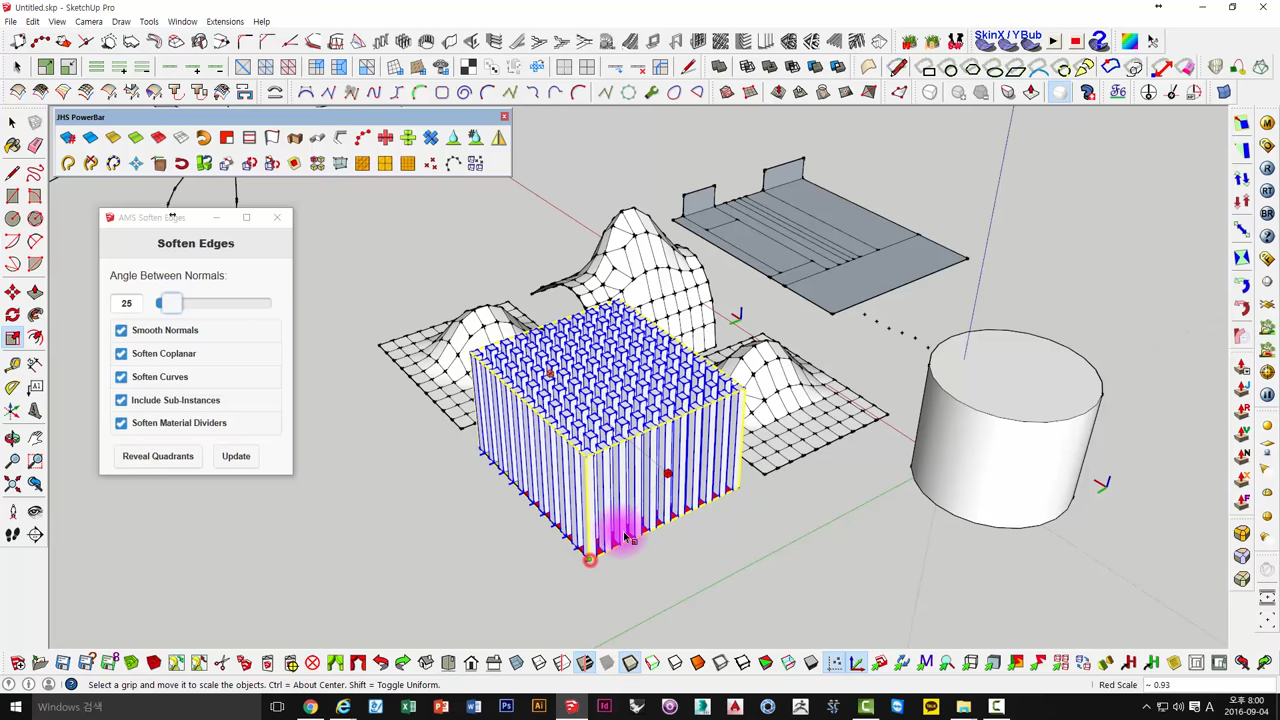 Untitled.skp - SketchUp Pro
File Edit View Camera Draw Tools Window Extensions Help
SkinX / YBub
JHS PowerBar
AMS Soften Edges
Soften Edges
Angle Between Normals:
25
Smooth Normals
Soften Coplanar
Soften Curves
Include Sub-Instances
Soften Material Dividers
Reveal Quadrants Update
Select a grip and move it to scale the objects. Ctrl = About Center. Shift = Toggle Uniform.
Red Scale ~ 0.93
Windows 검색
A 오후 8:00
2016-09-04